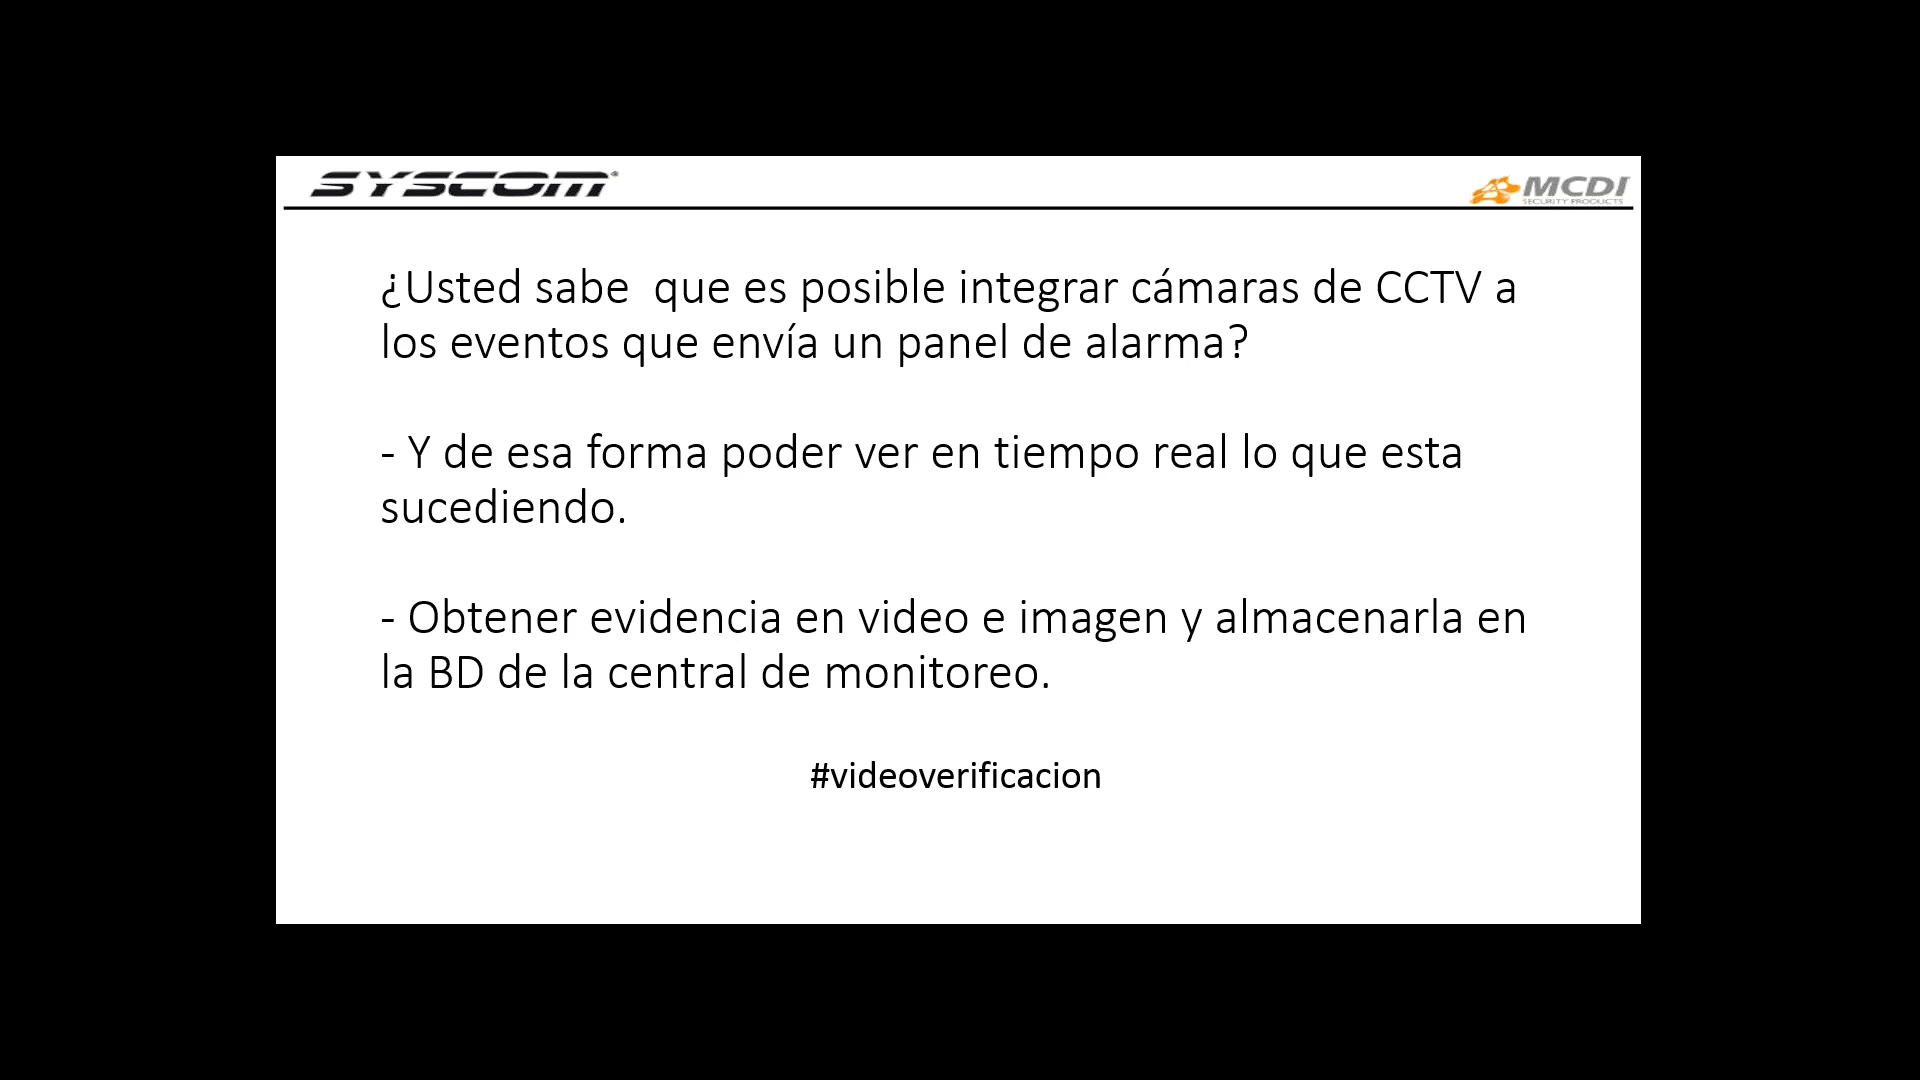 SYSCOM®
MCDI
SECURITY PRODUCTS
¿Usted sabe  que es posible integrar cámaras de CCTV a
los eventos que envía un panel de alarma?
- Y de esa forma poder ver en tiempo real lo que esta
sucediendo.
- Obtener evidencia en video e imagen y almacenarla en
la BD de la central de monitoreo.
#videoverificacion